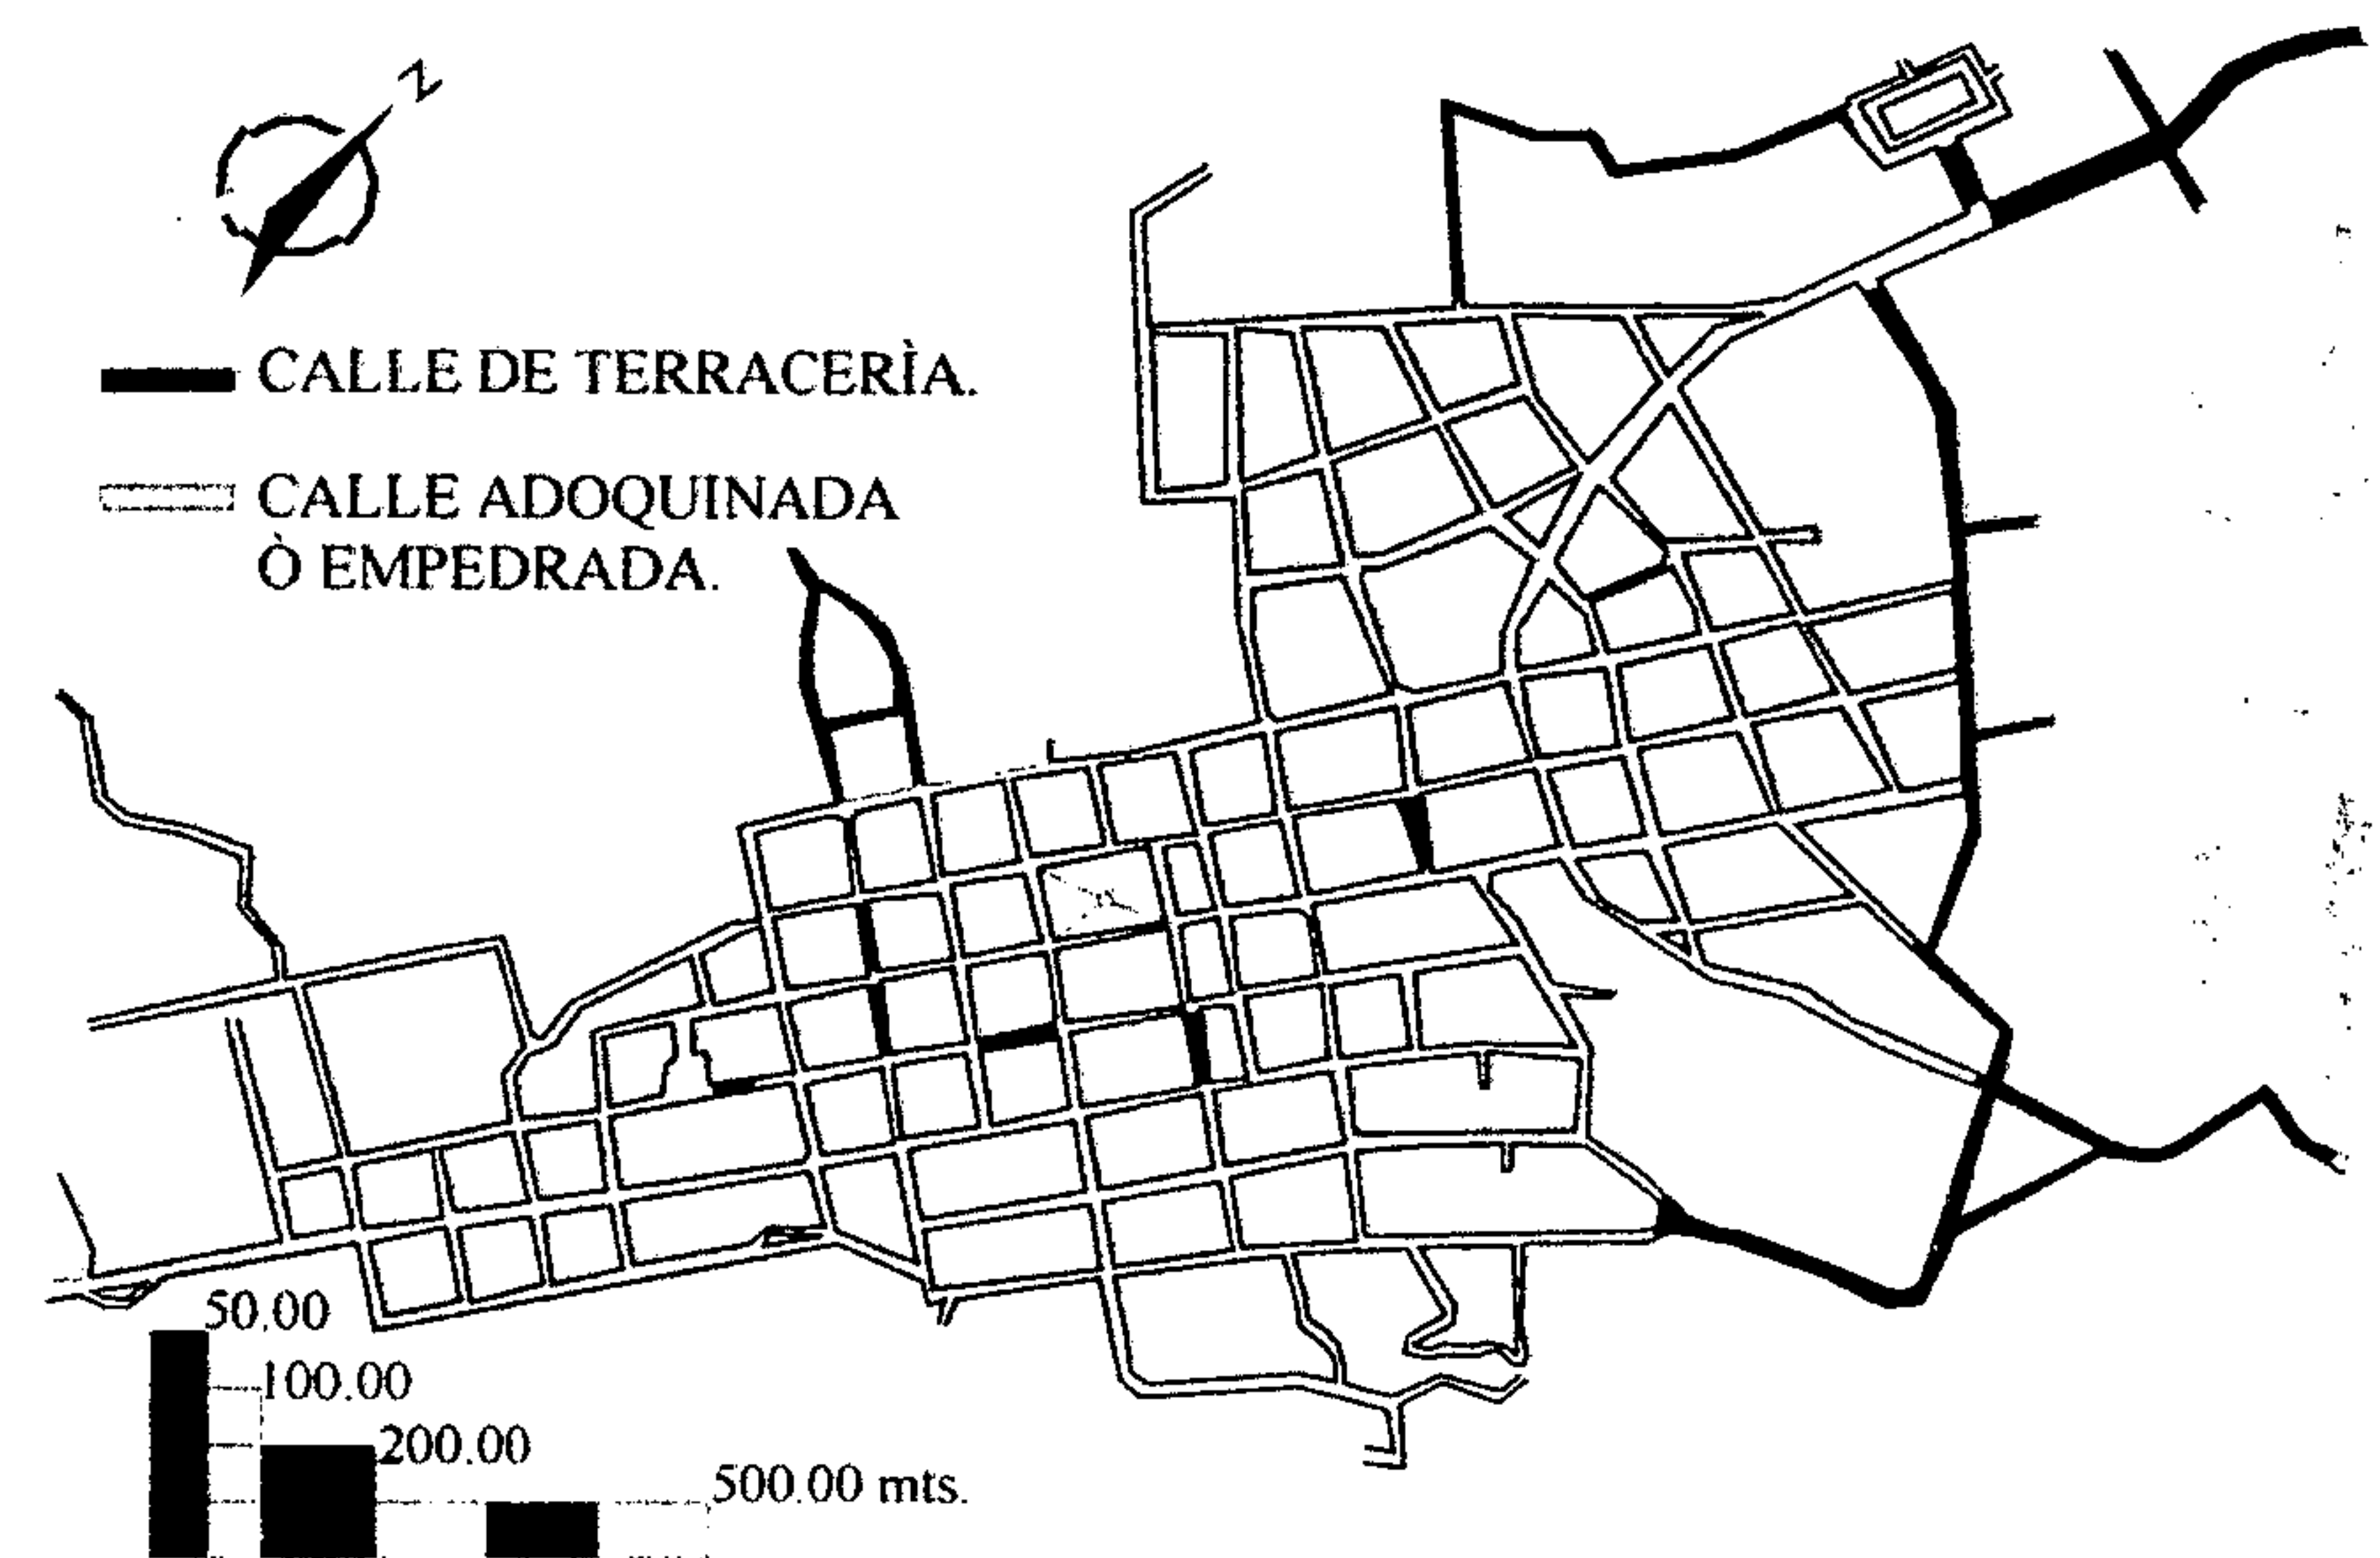 N
CALLE DE TERRACERÌA.
CALLE ADOQUINADA
Ò EMPEDRADA.
50.00
100.00
200.00
500.00 mts.